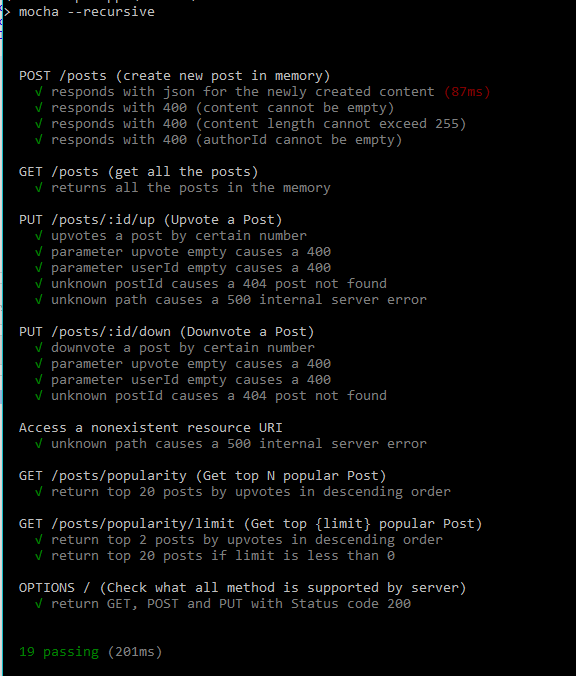 > mocha --recursive
POST /posts (create new post in memory)
√ responds with json for the newly created content (87ms)
√ responds with 400 (content cannot be empty)
√ responds with 400 (content length cannot exceed 255)
√ responds with 400 (authorId cannot be empty)
GET /posts (get all the posts)
√ returns all the posts in the memory
PUT /posts/:id/up (Upvote a Post)
√ upvotes a post by certain number
√ parameter upvote empty causes a 400
√ parameter userId empty causes a 400
√ unknown postId causes a 404 post not found
√ unknown path causes a 500 internal server error
PUT /posts/:id/down (Downvote a Post)
√ downvote a post by certain number
√ parameter upvote empty causes a 400
√ parameter userId empty causes a 400
√ unknown postId causes a 404 post not found
Access a nonexistent resource URI
√ unknown path causes a 500 internal server error
GET /posts/popularity (Get top N popular Post)
√ return top 20 posts by upvotes in descending order
GET /posts/popularity/limit (Get top {limit} popular Post)
√ return top 2 posts by upvotes in descending order
√ return top 20 posts if limit is less than 0
OPTIONS / (Check what all method is supported by server)
√ return GET, POST and PUT with Status code 200
19 passing (201ms)